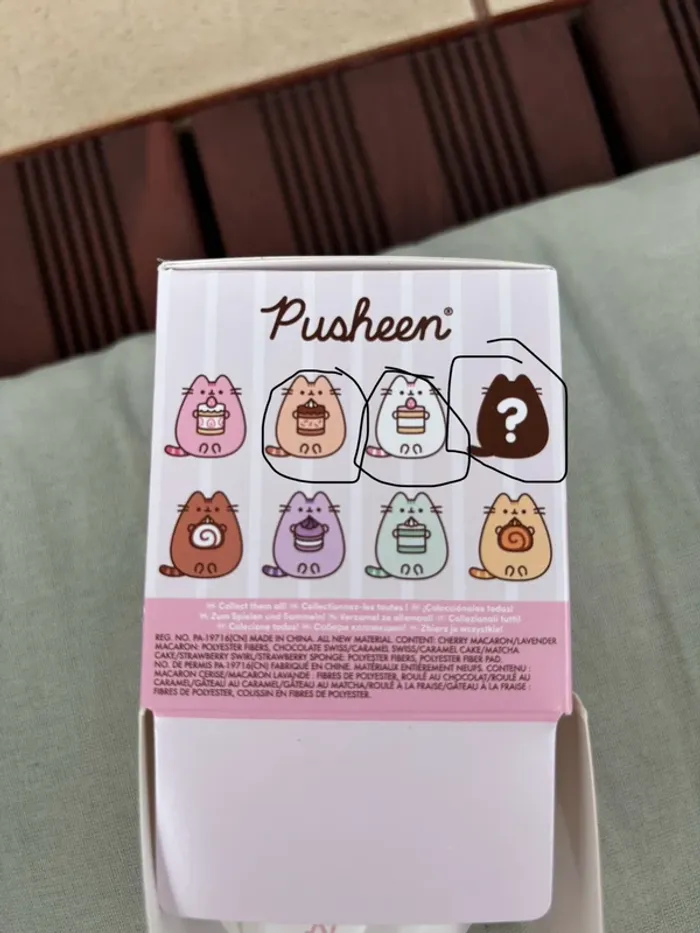 Pusheen®
?
Collect them all! Collectionnez-les toutes ! ¡Colecciónalos todos!
Zum Spielen und Sammeln! Verzamel ze allemaal! Collezionali tutti!
Colecione todos! Собери коллекцию! Zbierz je wszystkie!
REG. NO. PA-19716(CN) MADE IN CHINA. ALL NEW MATERIAL. CONTENT: CHERRY MACARON/LAVENDER
MACARON: POLYESTER FIBERS, CHOCOLATE SWISS/CARAMEL SWISS/CARAMEL CAKE/MATCHA
CAKE/STRAWBERRY SWIRL/STRAWBERRY SPONGE: POLYESTER FIBERS, POLYESTER FIBER PAD.
NO. DE PERMIS PA-19716(CN) FABRIQUÉ EN CHINE. MATÉRIAUX ENTIÈREMENT NEUFS. CONTENU :
MACARON CERISE/MACARON LAVANDE : FIBRES DE POLYESTER, ROULÉ AU CHOCOLAT/ROULÉ AU
CARAMEL/GÂTEAU AU CARAMEL/GÂTEAU AU MATCHA/ROULÉ À LA FRAISE/GÂTEAU À LA FRAISE :
FIBRES DE POLYESTER, COUSSIN EN FIBRES DE POLYESTER.